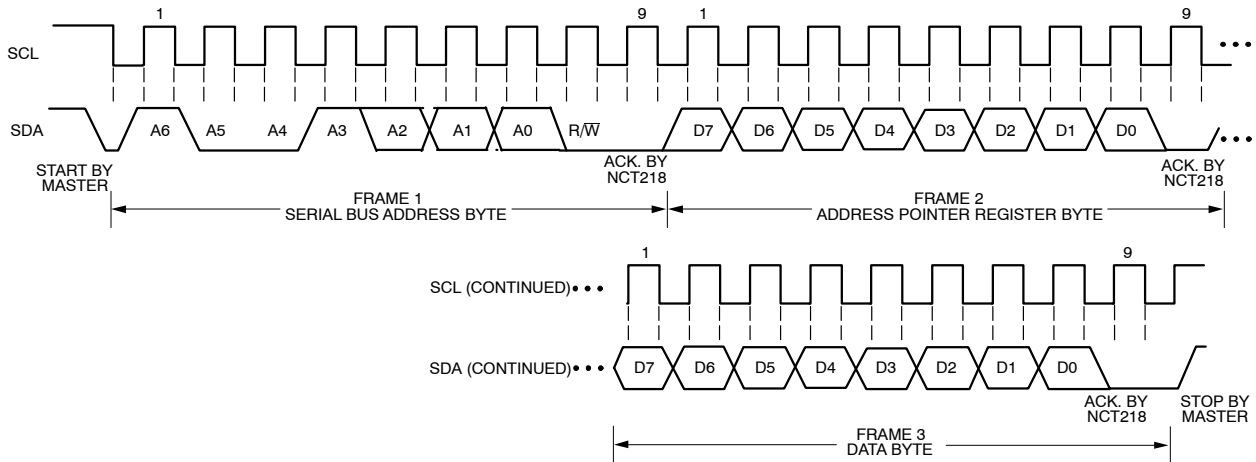 1 9 1 9
SCL
SDA A6 A5 A4 A3 A2 A1 A0 R/W̅ D7 D6 D5 D4 D3 D2 D1 D0
START BY
MASTER
ACK. BY
NCT218
ACK. BY
NCT218
FRAME 1
SERIAL BUS ADDRESS BYTE
FRAME 2
ADDRESS POINTER REGISTER BYTE
1 9
SCL (CONTINUED)
SDA (CONTINUED) D7 D6 D5 D4 D3 D2 D1 D0
ACK. BY
NCT218
STOP BY
MASTER
FRAME 3
DATA BYTE